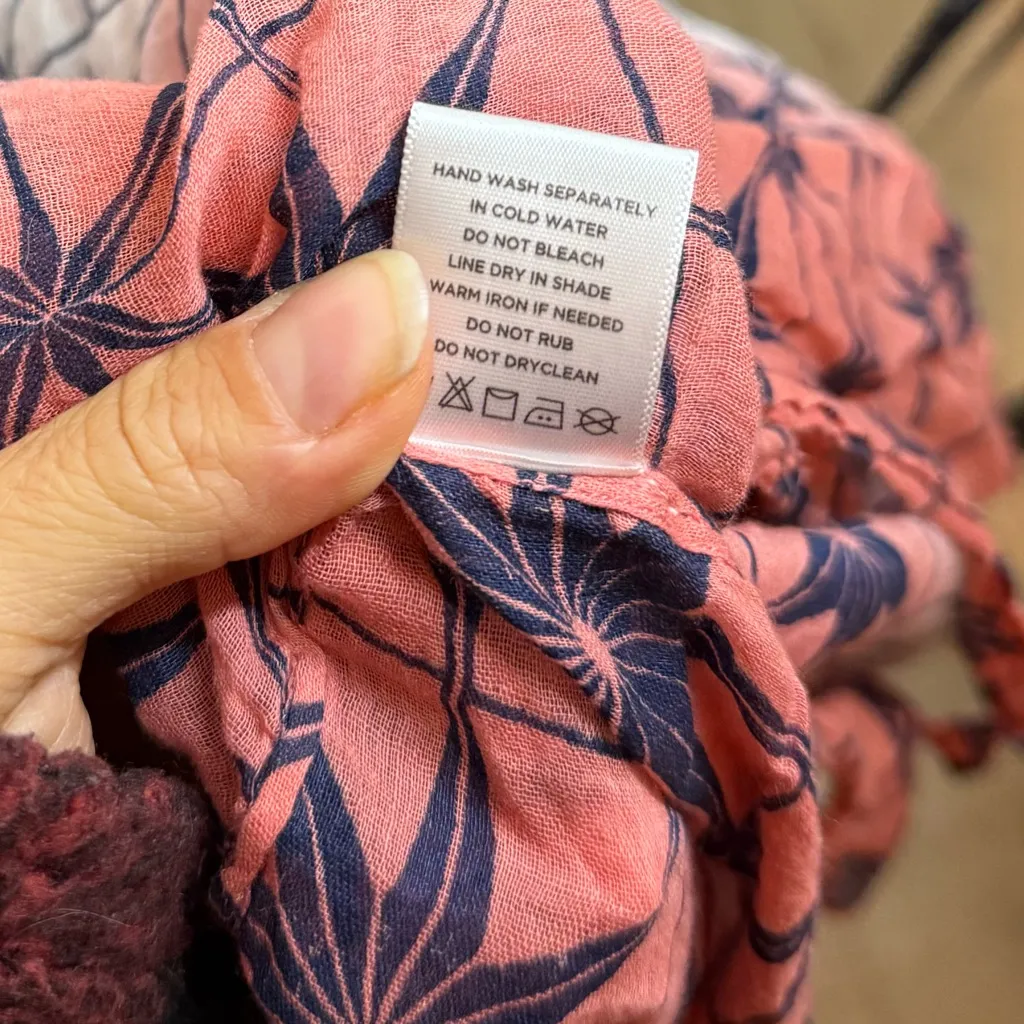 HAND WASH SEPARATELY
IN COLD WATER
DO NOT BLEACH
LINE DRY IN SHADE
WARM IRON IF NEEDED
DO NOT RUB
DO NOT DRYCLEAN